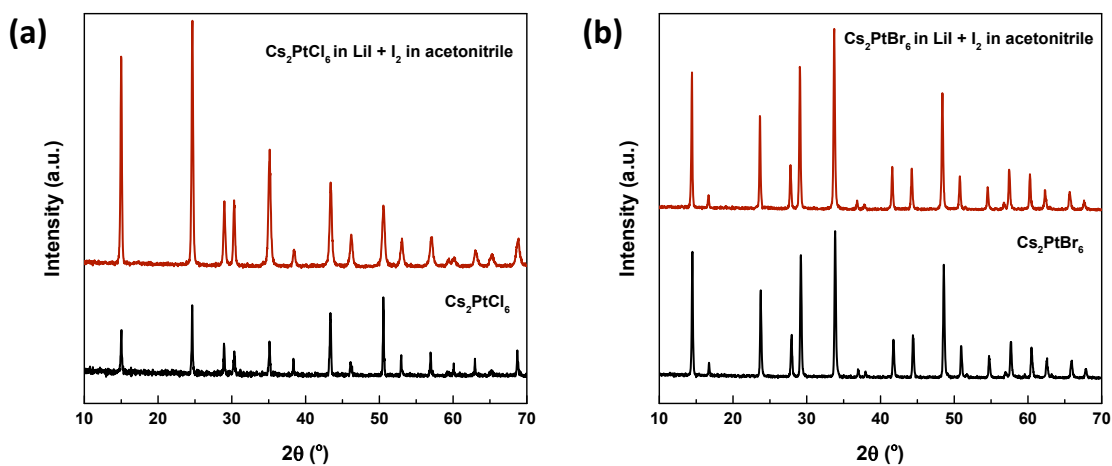 (a)
Cs₂PtCl₆ in LiI + I₂ in acetonitrile
Cs₂PtCl₆
Intensity (a.u.)
10 20 30 40 50 60 70
2θ (º)
(b)
Cs₂PtBr₆ in LiI + I₂ in acetonitrile
Cs₂PtBr₆
Intensity (a.u.)
10 20 30 40 50 60 70
2θ (º)